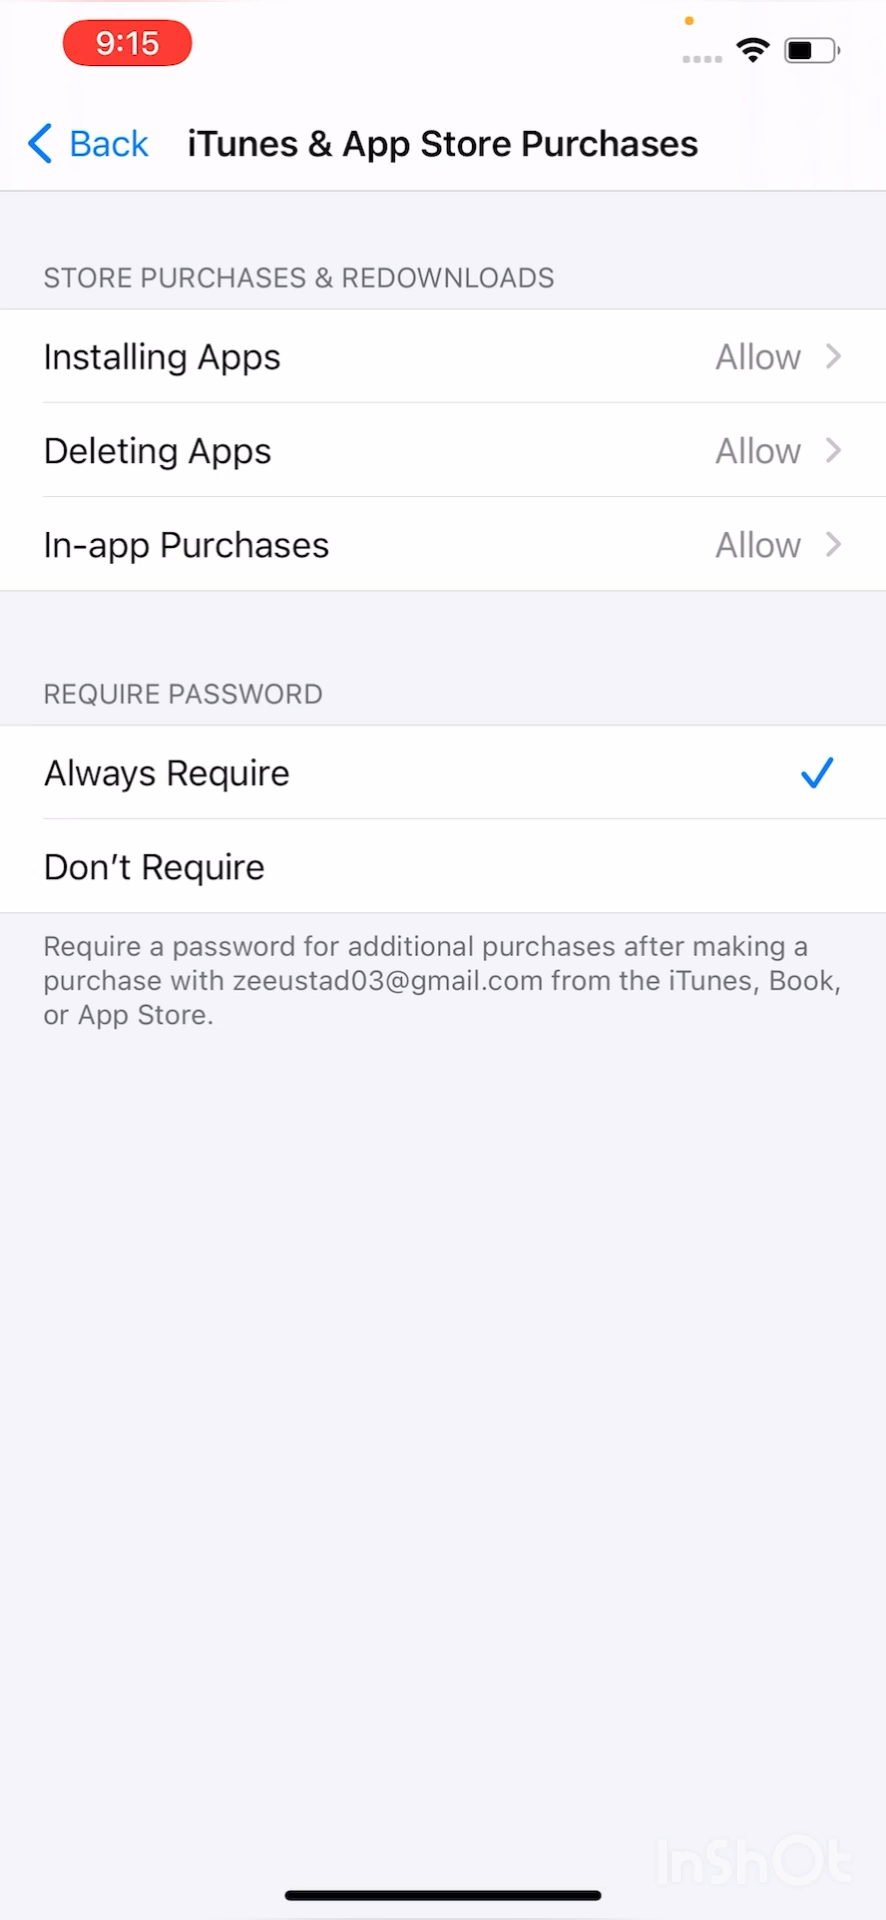 9:15
Back iTunes & App Store Purchases
STORE PURCHASES & REDOWNLOADS
Installing Apps Allow
Deleting Apps Allow
In-app Purchases Allow
REQUIRE PASSWORD
Always Require
Don’t Require
Require a password for additional purchases after making a
purchase with zeeustad03@gmail.com from the iTunes, Book,
or App Store.
InShOt